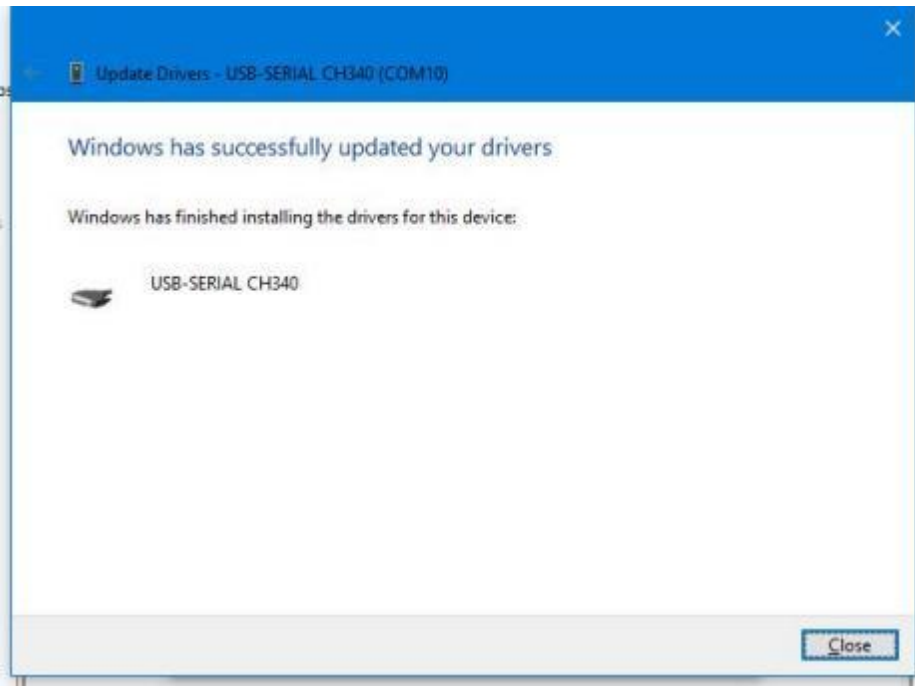 Update Drivers - USB-SERIAL CH340 (COM10)
Windows has successfully updated your drivers
Windows has finished installing the drivers for this device:
USB-SERIAL CH340
Close